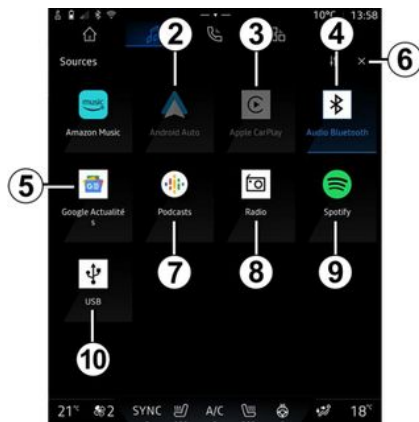 10°C 13:58
2 3 4
Sources
6
music
Amazon Music Android Auto Apple CarPlay Audio Bluetooth
5
Google Actualité
s
Podcasts Radio Spotify
7 8 9
USB
10
21°C 2 SYNC A/C 18°C